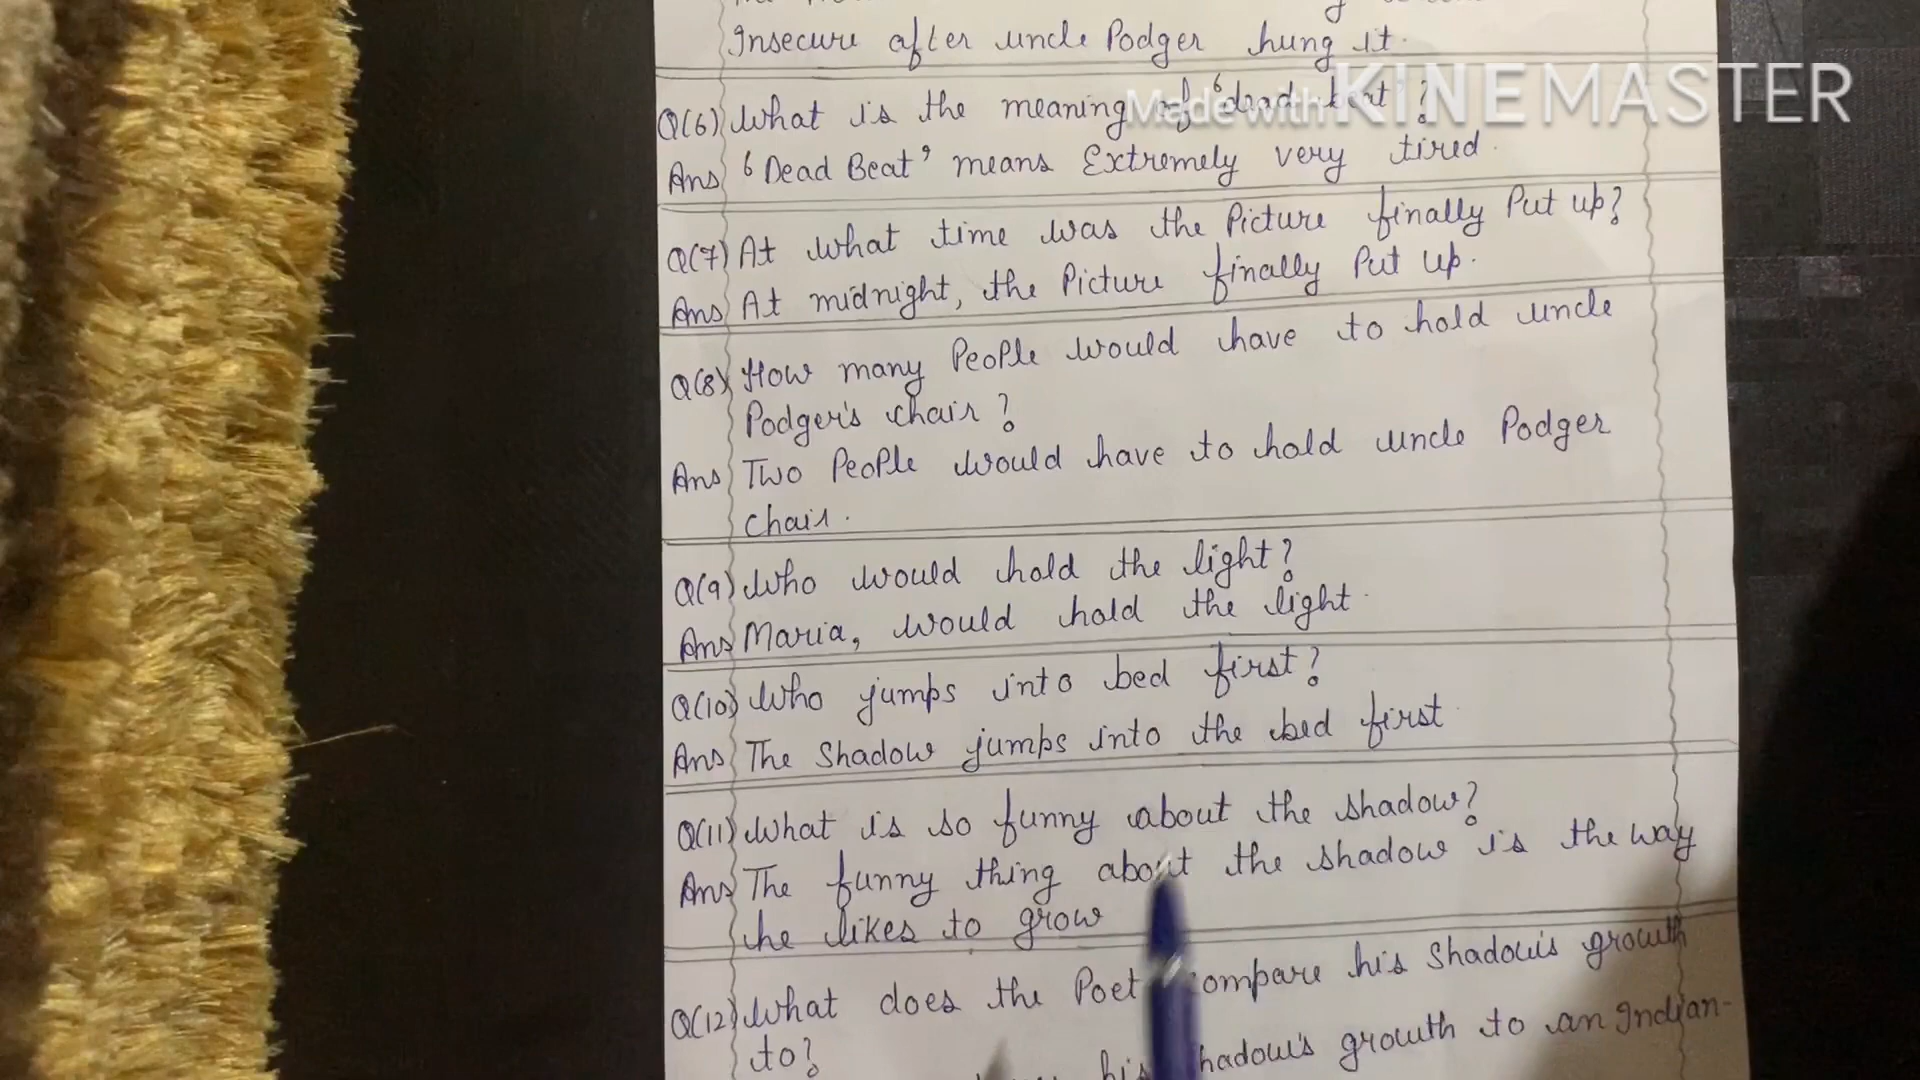 Insecure after uncle Podger hung it.
Made with KINEMASTER
Q(6) What is the meaning of 'dead beat'?
Ans 'Dead Beat' means Extremely very tired.
Q(7) At what time was the Picture finally Put up?
Ans At midnight, the Picture finally Put up.
Q(8) How many People would have to hold uncle
Podger's chair?
Ans Two People would have to hold uncle Podger
chair.
Q(9) Who would hold the light?
Ans Maria, would hold the light.
Q(10) Who jumps into bed first?
Ans The Shadow jumps into the bed first
Q(11) What is so funny about the shadow?
Ans The funny thing about the shadow is the way
he likes to grow
Q(12) What does the Poet compare his Shadow's growth
to?
his shadow's growth to an Indian-